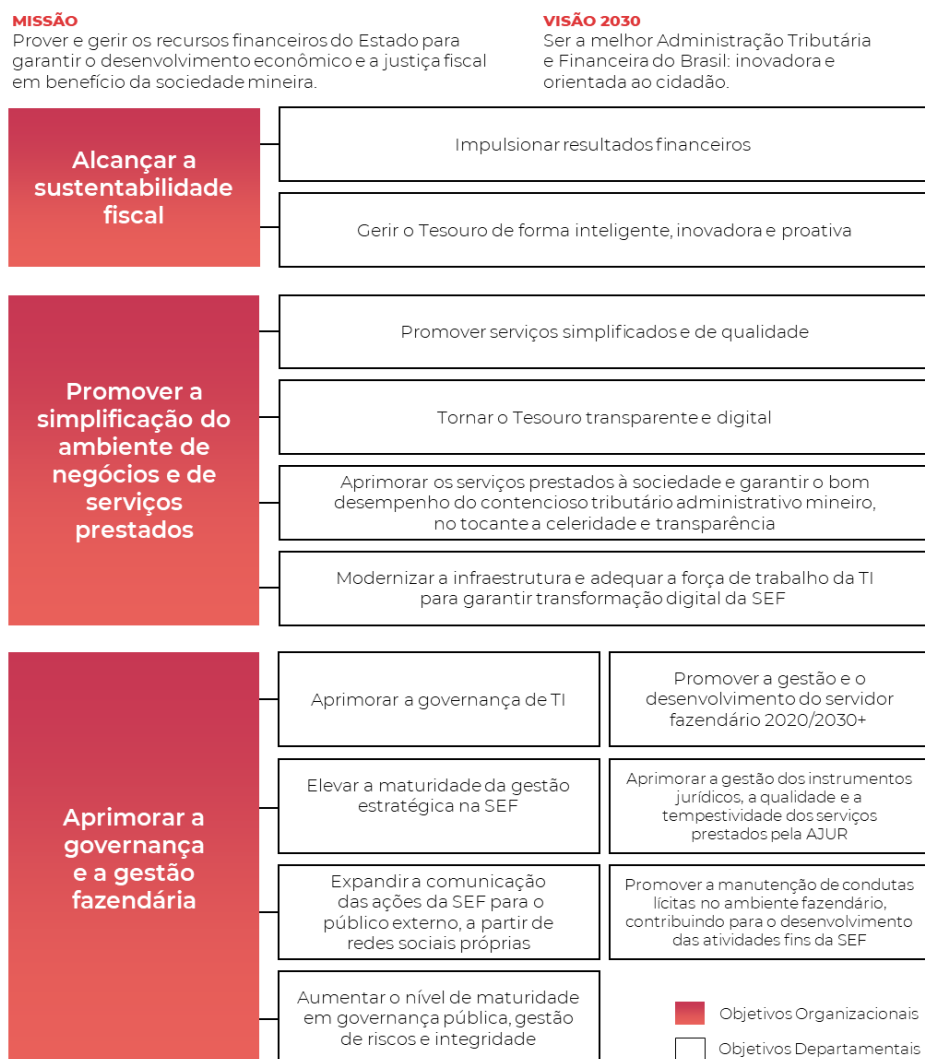 MISSÃO
Prover e gerir os recursos financeiros do Estado para
garantir o desenvolvimento econômico e a justiça fiscal
em benefício da sociedade mineira.
VISÃO 2030
Ser a melhor Administração Tributária
e Financeira do Brasil: inovadora e
orientada ao cidadão.
Alcançar a
sustentabilidade
fiscal
Impulsionar resultados financeiros
Gerir o Tesouro de forma inteligente, inovadora e proativa
Promover a
simplificação do
ambiente de
negócios e de
serviços
prestados
Promover serviços simplificados e de qualidade
Tornar o Tesouro transparente e digital
Aprimorar os serviços prestados à sociedade e garantir o bom
desempenho do contencioso tributário administrativo mineiro,
no tocante a celeridade e transparência
Modernizar a infraestrutura e adequar a força de trabalho da TI
para garantir transformação digital da SEF
Aprimorar a
governança
e a gestão
fazendária
Aprimorar a governança de TI
Promover a gestão e o
desenvolvimento do servidor
fazendário 2020/2030+
Elevar a maturidade da gestão
estratégica na SEF
Aprimorar a gestão dos instrumentos
jurídicos, a qualidade e a
tempestividade dos serviços
prestados pela AJUR
Expandir a comunicação
das ações da SEF para o
público externo, a partir de
redes sociais próprias
Promover a manutenção de condutas
lícitas no ambiente fazendário,
contribuindo para o desenvolvimento
das atividades fins da SEF
Aumentar o nível de maturidade
em governança pública, gestão
de riscos e integridade
Objetivos Organizacionais
Objetivos Departamentais